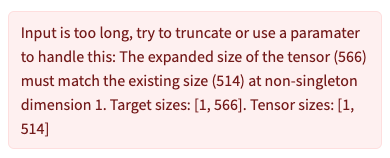 Input is too long, try to truncate or use a paramater
to handle this: The expanded size of the tensor (566)
must match the existing size (514) at non-singleton
dimension 1. Target sizes: [1, 566]. Tensor sizes: [1,
514]